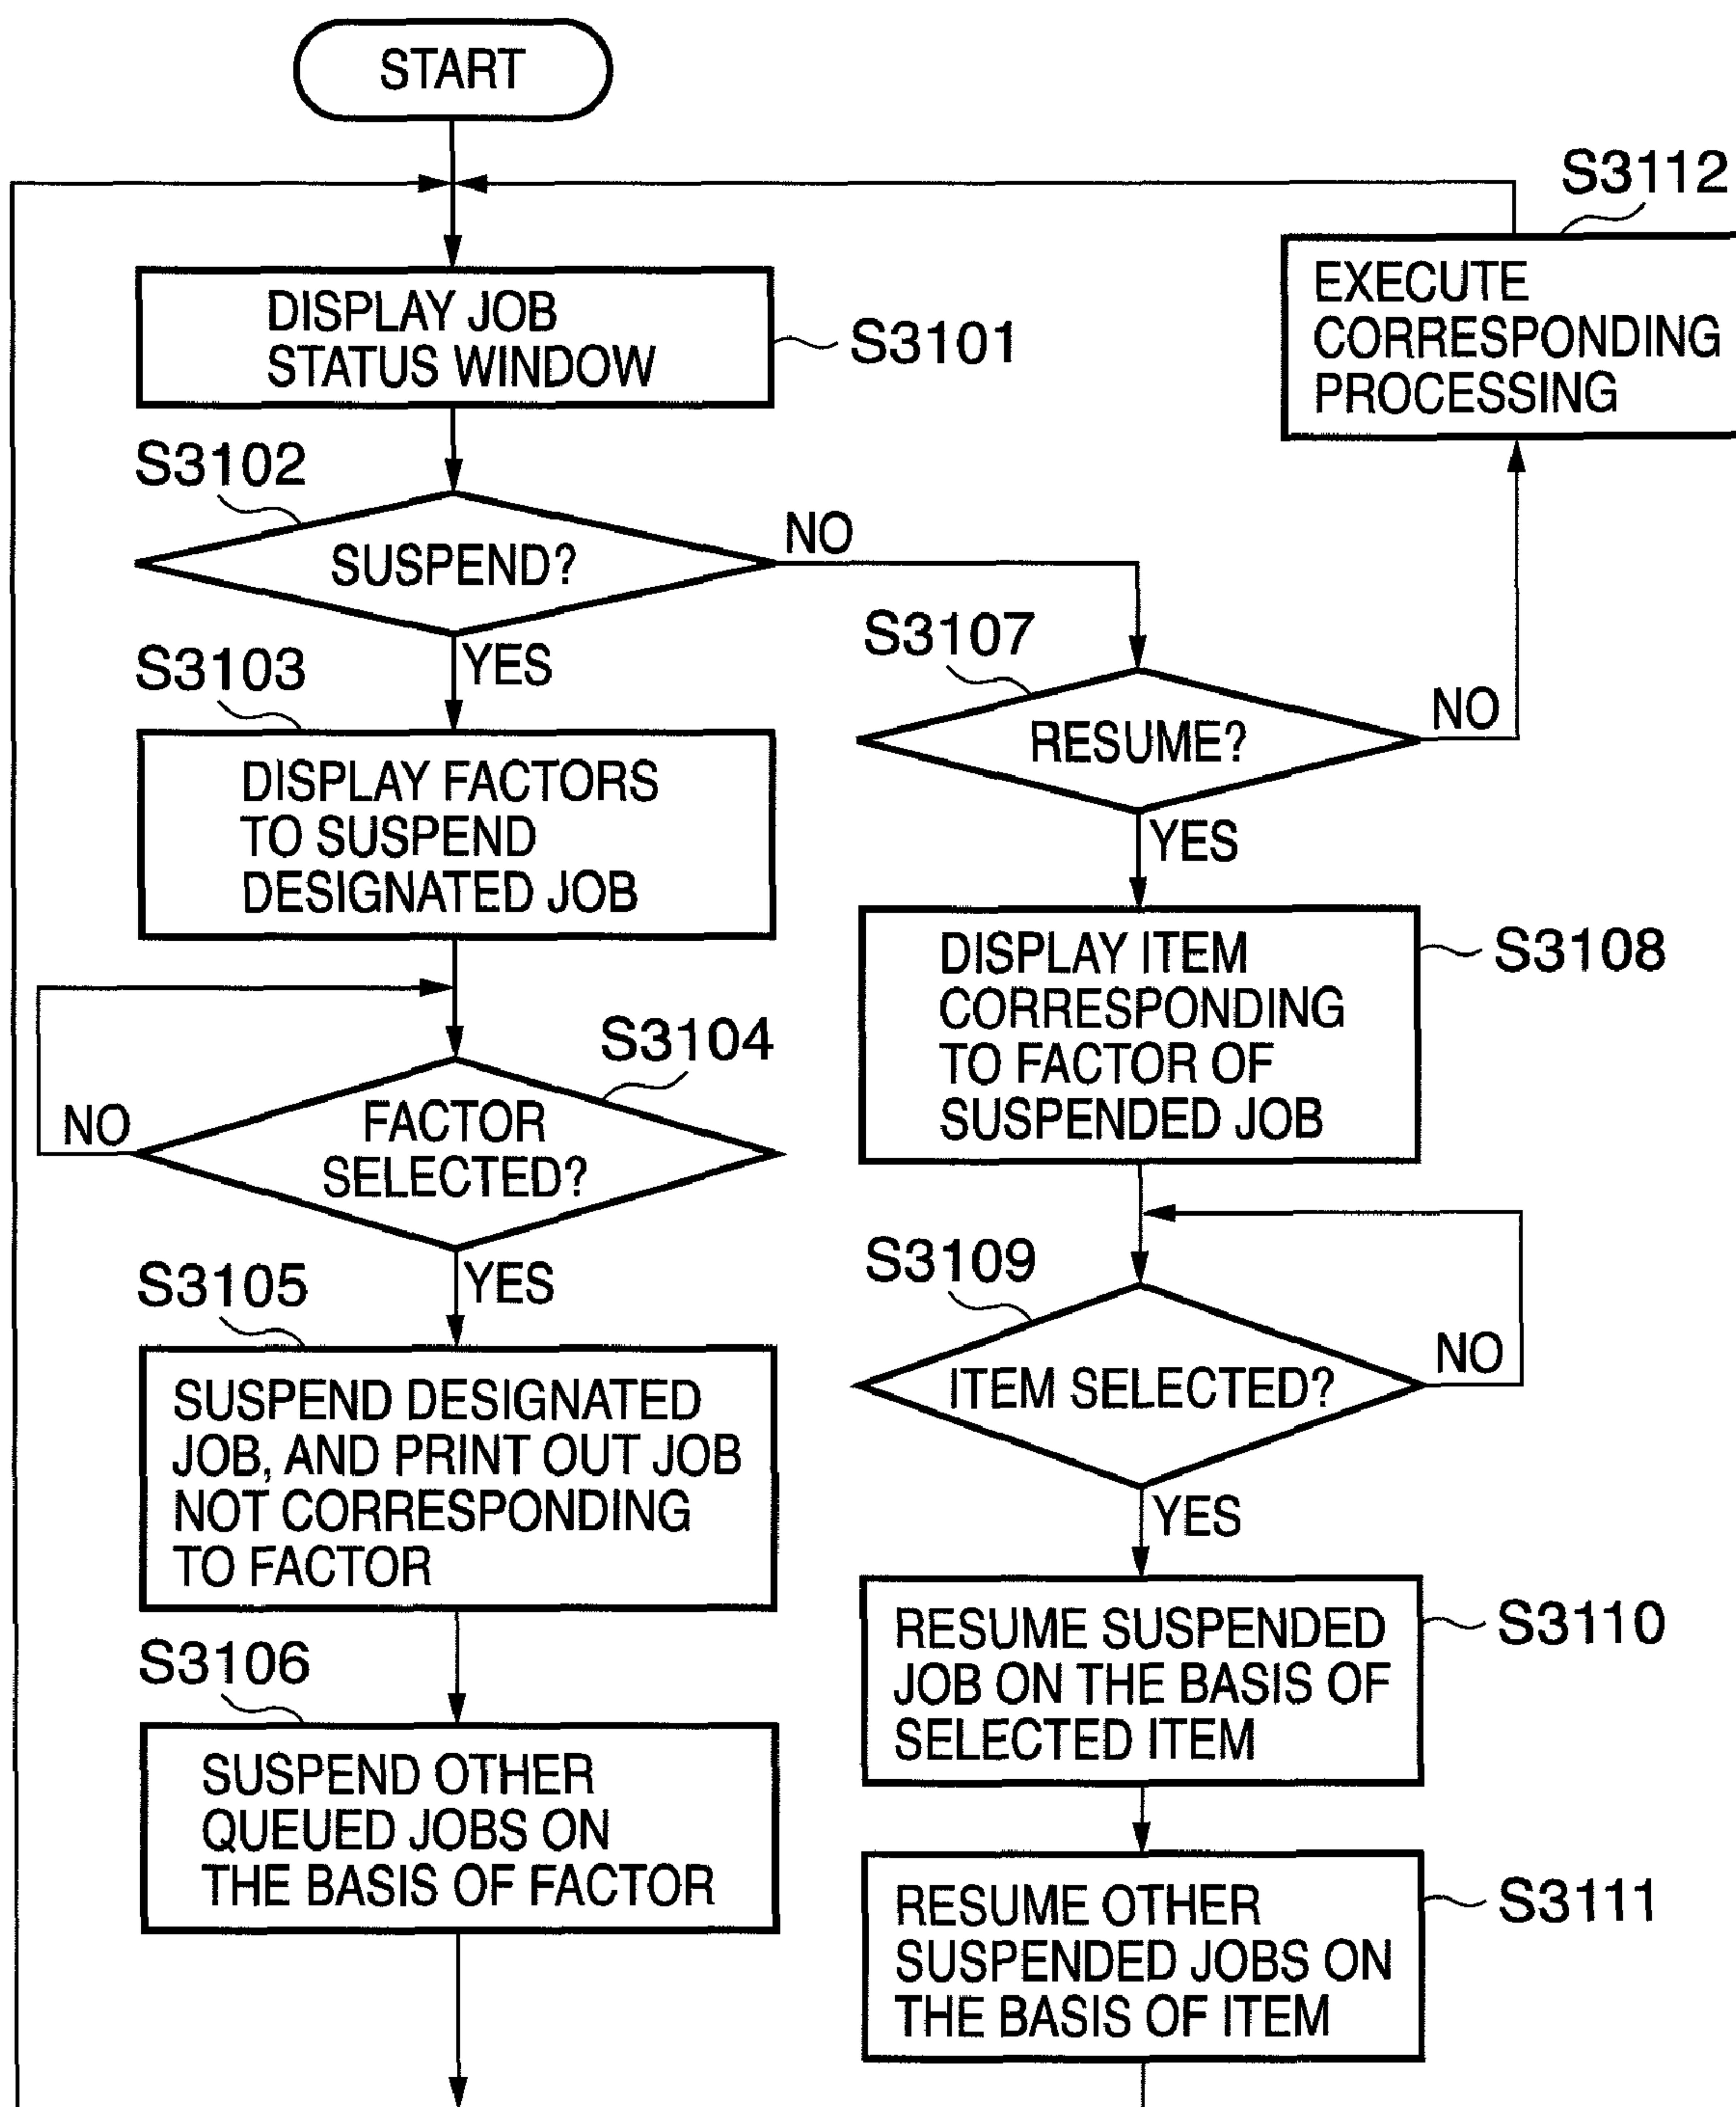 START
S3112
EXECUTE
CORRESPONDING
PROCESSING
DISPLAY JOB
STATUS WINDOW
S3101
S3102
SUSPEND?
NO
YES
S3107
RESUME?
NO
YES
S3103
DISPLAY FACTORS
TO SUSPEND
DESIGNATED JOB
S3108
DISPLAY ITEM
CORRESPONDING
TO FACTOR OF
SUSPENDED JOB
S3104
FACTOR
SELECTED?
NO
YES
S3109
ITEM SELECTED?
NO
YES
S3105
SUSPEND DESIGNATED
JOB, AND PRINT OUT JOB
NOT CORRESPONDING
TO FACTOR
S3110
RESUME SUSPENDED
JOB ON THE BASIS OF
SELECTED ITEM
S3106
SUSPEND OTHER
QUEUED JOBS ON
THE BASIS OF FACTOR
S3111
RESUME OTHER
SUSPENDED JOBS ON
THE BASIS OF ITEM